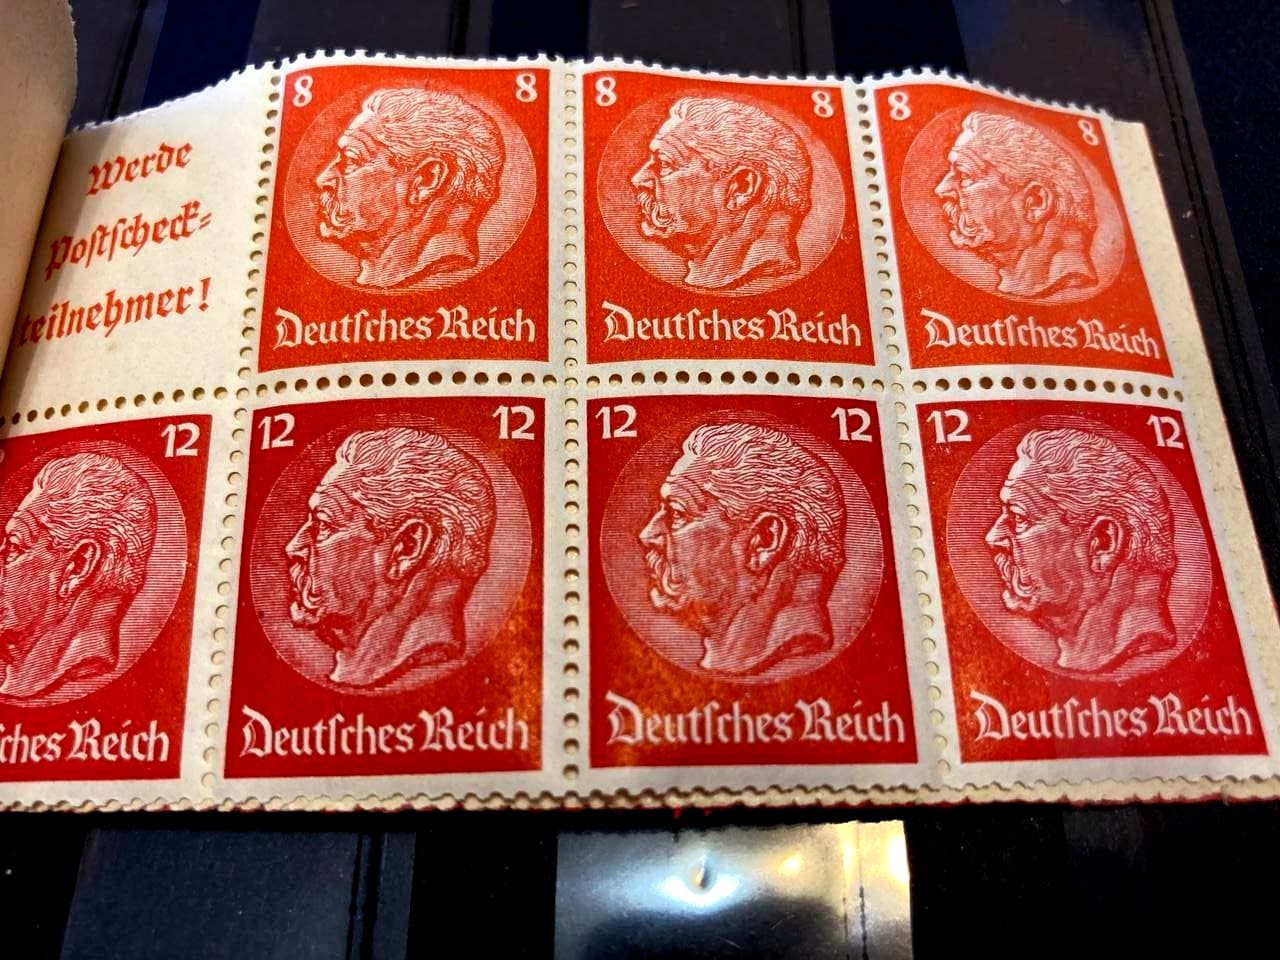 Werde
Postscheck=
teilnehmer!
8 8
Deutsches Reich
8 8
Deutsches Reich
8 8
Deutsches Reich
12
ches Reich
12 12
Deutsches Reich
12 12
Deutsches Reich
12 12
Deutsches Reich